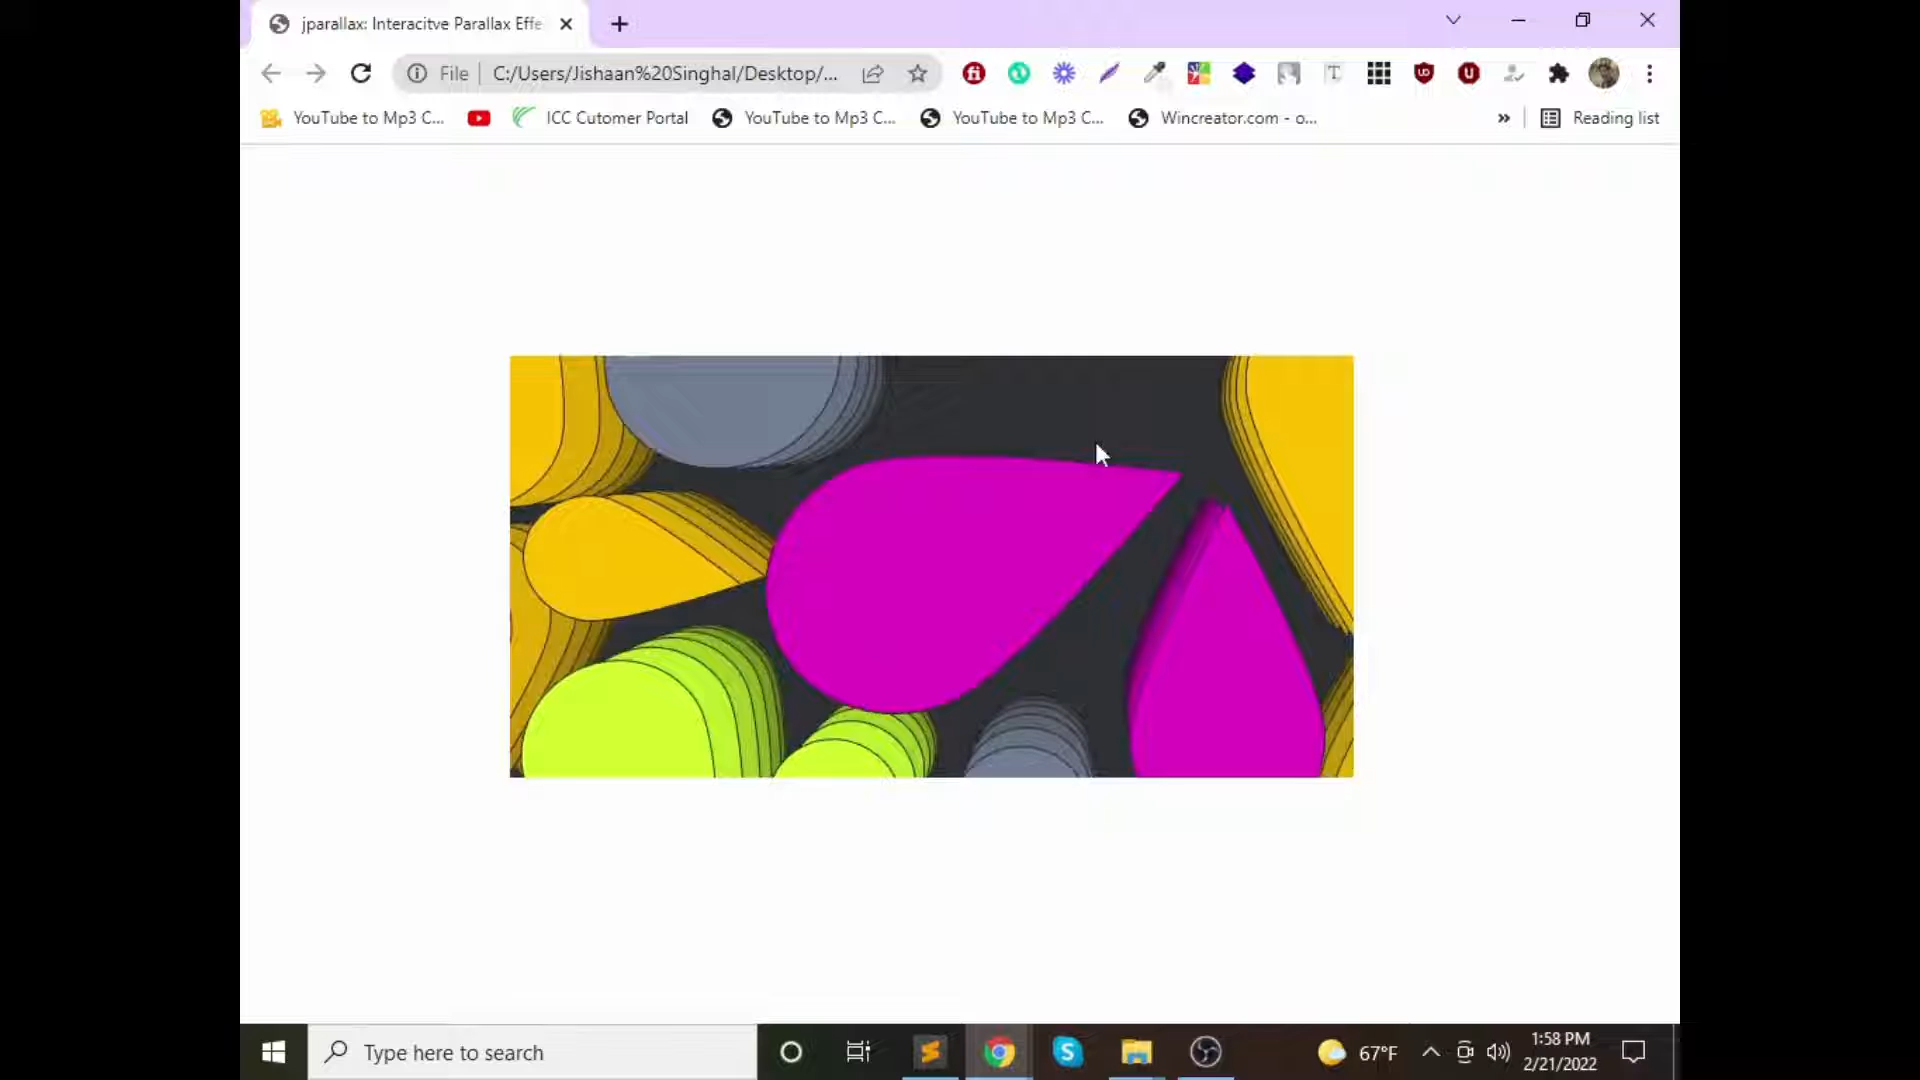 jparallax: Interacitve Parallax Effe
File
C:/Users/Jishaan%20Singhal/Desktop/...
YouTube to Mp3 C...
ICC Cutomer Portal
YouTube to Mp3 C...
YouTube to Mp3 C...
Wincreator.com - o...
»
Reading list
Type here to search
67°F
1:58 PM
2/21/2022